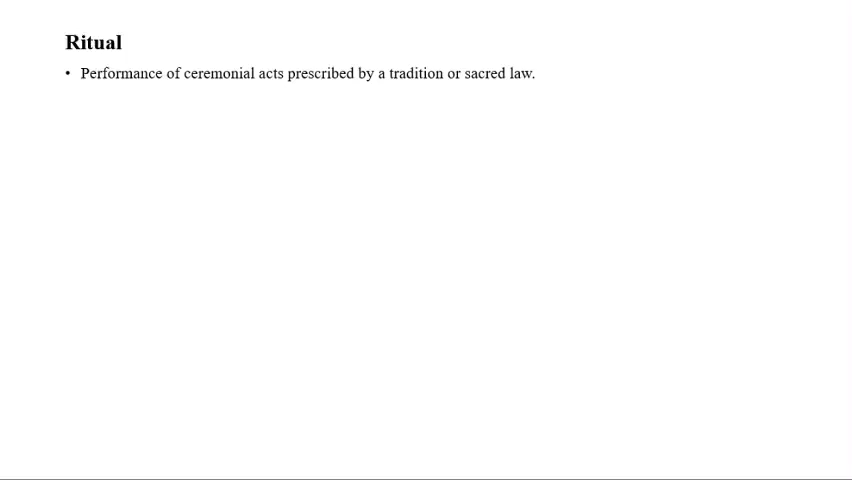 Ritual
• Performance of ceremonial acts prescribed by a tradition or sacred law.